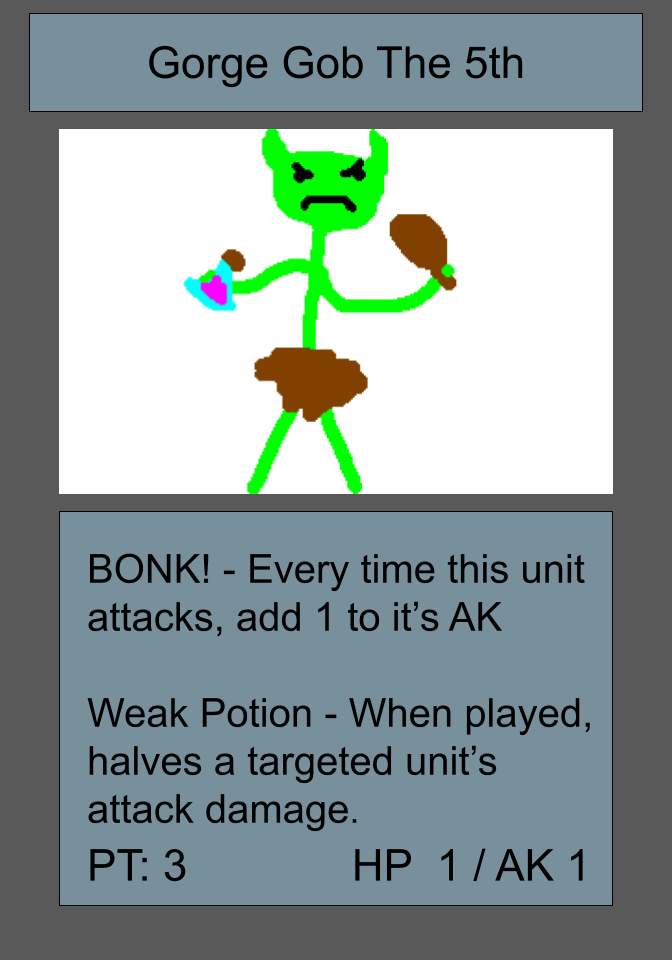 Gorge Gob The 5th
BONK! - Every time this unit
attacks, add 1 to it’s AK
Weak Potion - When played,
halves a targeted unit’s
attack damage.
PT: 3 HP 1 / AK 1